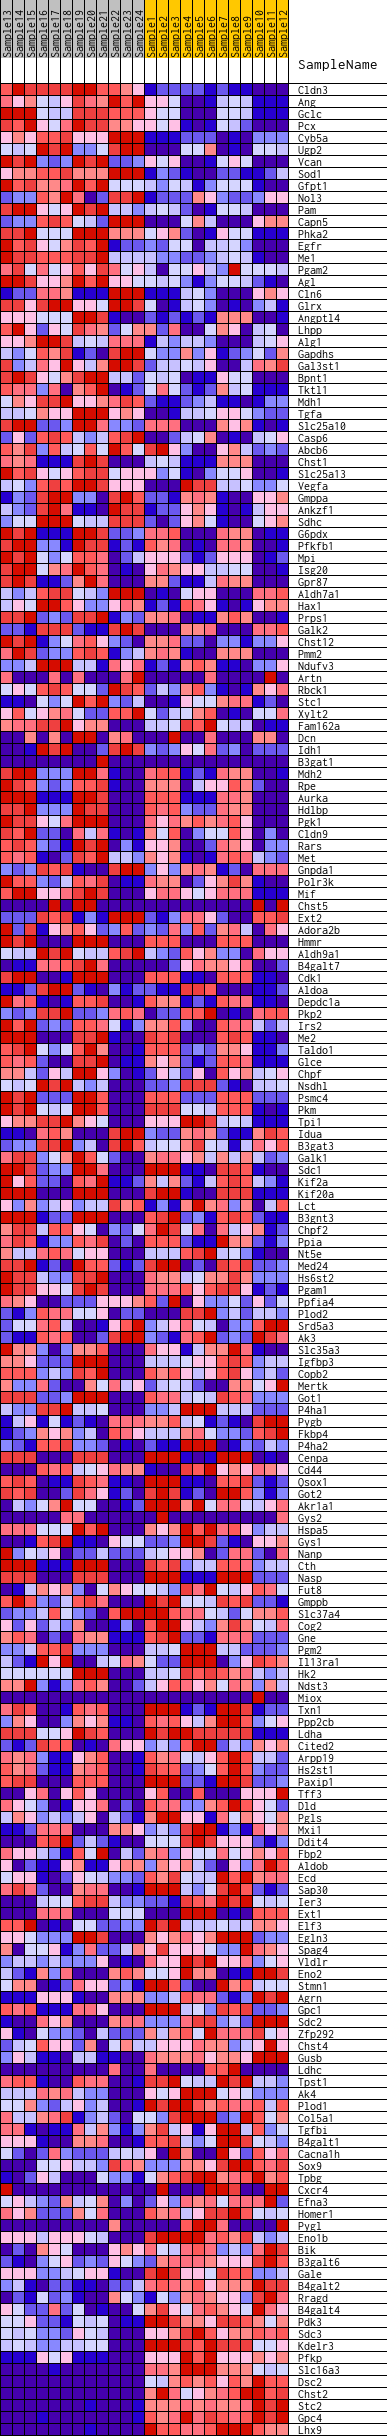 Sample13
Sample14
Sample15
Sample16
Sample17
Sample18
Sample19
Sample20
Sample21
Sample22
Sample23
Sample24
Sample1
Sample2
Sample3
Sample4
Sample5
Sample6
Sample7
Sample8
Sample9
Sample10
Sample11
Sample12
SampleName
Cldn3
Ang
Gclc
Pcx
Cyb5a
Ugp2
Vcan
Sod1
Gfpt1
Nol3
Pam
Capn5
Phka2
Egfr
Me1
Pgam2
Agl
Cln6
Glrx
Angptl4
Lhpp
Alg1
Gapdhs
Gal3st1
Bpnt1
Tktl1
Mdh1
Tgfa
Slc25a10
Casp6
Abcb6
Chst1
Slc25a13
Vegfa
Gmppa
Ankzf1
Sdhc
G6pdx
Pfkfb1
Mpi
Isg20
Gpr87
Aldh7a1
Hax1
Prps1
Galk2
Chst12
Pmm2
Ndufv3
Artn
Rbck1
Stc1
Xylt2
Fam162a
Dcn
Idh1
B3gat1
Mdh2
Rpe
Aurka
Hdlbp
Pgk1
Cldn9
Rars
Met
Gnpda1
Polr3k
Mif
Chst5
Ext2
Adora2b
Hmmr
Aldh9a1
B4galt7
Cdk1
Aldoa
Depdc1a
Pkp2
Irs2
Me2
Taldo1
Glce
Chpf
Nsdhl
Psmc4
Pkm
Tpi1
Idua
B3gat3
Galk1
Sdc1
Kif2a
Kif20a
Lct
B3gnt3
Chpf2
Ppia
Nt5e
Med24
Hs6st2
Pgam1
Ppfia4
Plod2
Srd5a3
Ak3
Slc35a3
Igfbp3
Copb2
Mertk
Got1
P4ha1
Pygb
Fkbp4
P4ha2
Cenpa
Cd44
Qsox1
Got2
Akr1a1
Gys2
Hspa5
Gys1
Nanp
Cth
Nasp
Fut8
Gmppb
Slc37a4
Cog2
Gne
Pgm2
Il13ra1
Hk2
Ndst3
Miox
Txn1
Ppp2cb
Ldha
Cited2
Arpp19
Hs2st1
Paxip1
Tff3
Dld
Pgls
Mxi1
Ddit4
Fbp2
Aldob
Ecd
Sap30
Ier3
Ext1
Elf3
Egln3
Spag4
Vldlr
Eno2
Stmn1
Agrn
Gpc1
Sdc2
Zfp292
Chst4
Gusb
Ldhc
Tpst1
Ak4
Plod1
Col5a1
Tgfbi
B4galt1
Cacna1h
Sox9
Tpbg
Cxcr4
Efna3
Homer1
Pygl
Eno1b
Bik
B3galt6
Gale
B4galt2
Rragd
B4galt4
Pdk3
Sdc3
Kdelr3
Pfkp
Slc16a3
Dsc2
Chst2
Stc2
Gpc4
Lhx9